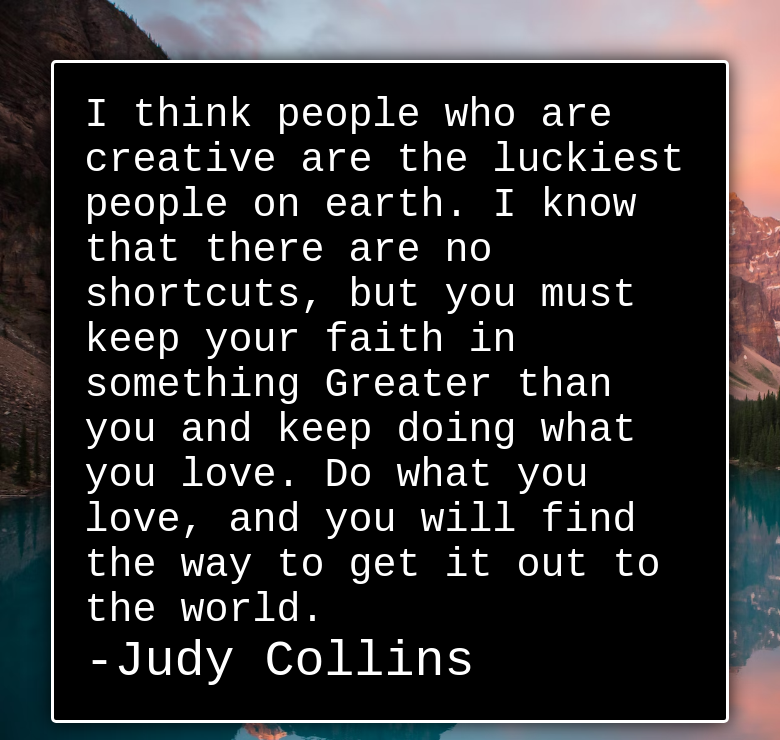 I think people who are
creative are the luckiest
people on earth. I know
that there are no
shortcuts, but you must
keep your faith in
something Greater than
you and keep doing what
you love. Do what you
love, and you will find
the way to get it out to
the world.
-Judy Collins